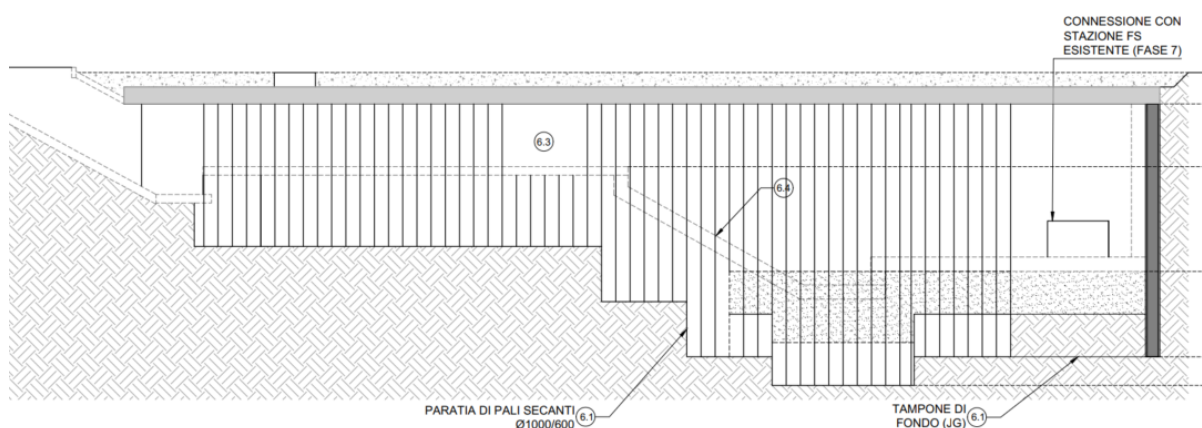 CONNESSIONE CON
STAZIONE FS
ESISTENTE (FASE 7)
6.3
6.4
PARATIA DI PALI SECANTI
Ø1000/600
6.1
TAMPONE DI
FONDO (JG)
6.1